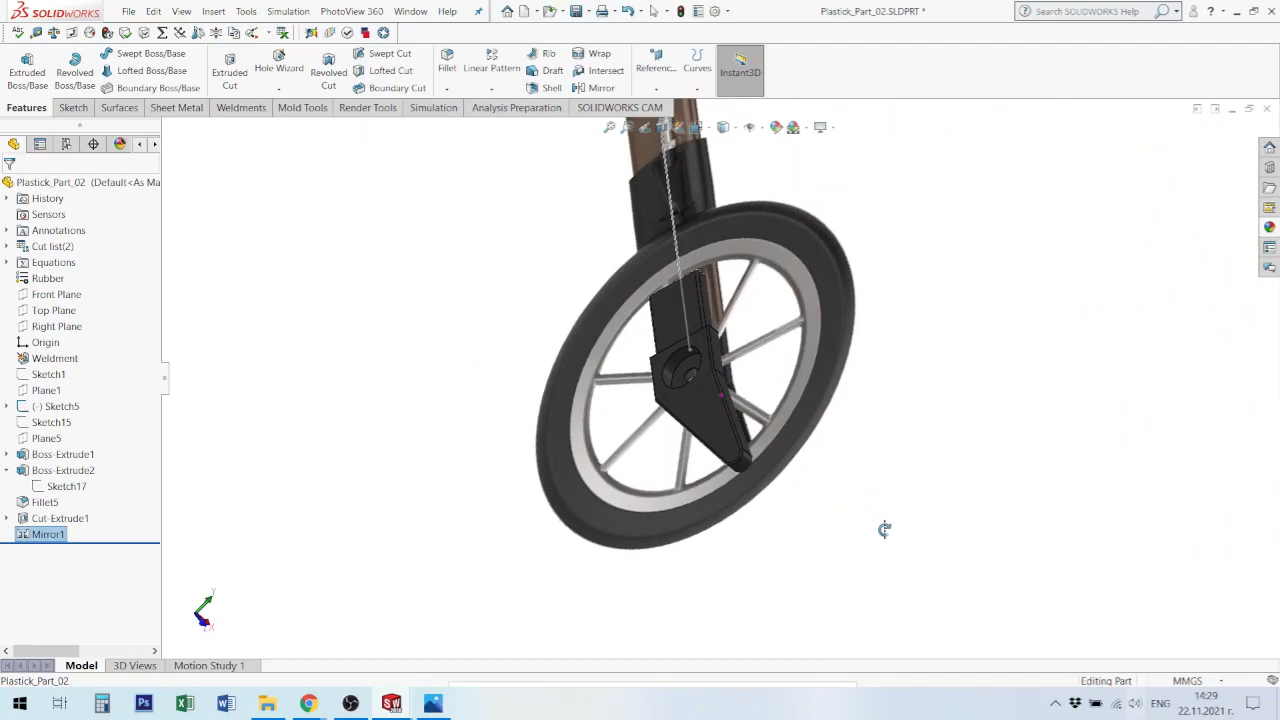 SOLIDWORKS File Edit View Insert Tools Simulation PhotoView 360 Window Help Plastick_Part_02.SLDPRT * Search SOLIDWORKS Help
Extruded Boss/Base
Revolved Boss/Base
Swept Boss/Base
Lofted Boss/Base
Boundary Boss/Base
Extruded Cut
Hole Wizard
Revolved Cut
Swept Cut
Lofted Cut
Boundary Cut
Fillet
Linear Pattern
Rib
Draft
Shell
Wrap
Intersect
Mirror
Referenc...
Curves
Instant3D
Features Sketch Surfaces Sheet Metal Weldments Mold Tools Render Tools Simulation Analysis Preparation SOLIDWORKS CAM
Plastick_Part_02 (Default<As Ma
History
Sensors
Annotations
Cut list(2)
Equations
Rubber
Front Plane
Top Plane
Right Plane
Origin
Weldment
Sketch1
Plane1
(-) Sketch5
Sketch15
Plane5
Boss-Extrude1
Boss-Extrude2
Sketch17
Fillet5
Cut-Extrude1
Mirror1
Model 3D Views Motion Study 1
Plastick_Part_02 Editing Part MMGS
ENG 14:29
22.11.2021 г.